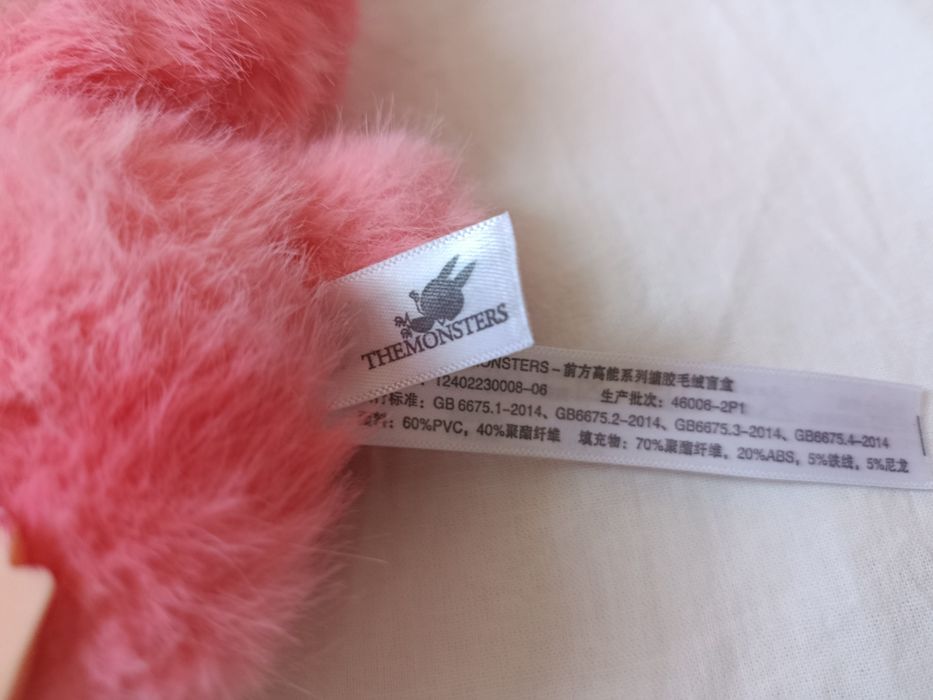 THEMONSTERS
ONSTERS - 前方高能系列搪胶毛绒盲盒
12402230008-06 生产批次: 46006-2P1
标准: GB 6675.1-2014、GB6675.2-2014、GB6675.3-2014、GB6675.4-2014
: 60%PVC, 40%聚酯纤维 填充物: 70%聚酯纤维, 20%ABS, 5%铁线, 5%尼龙